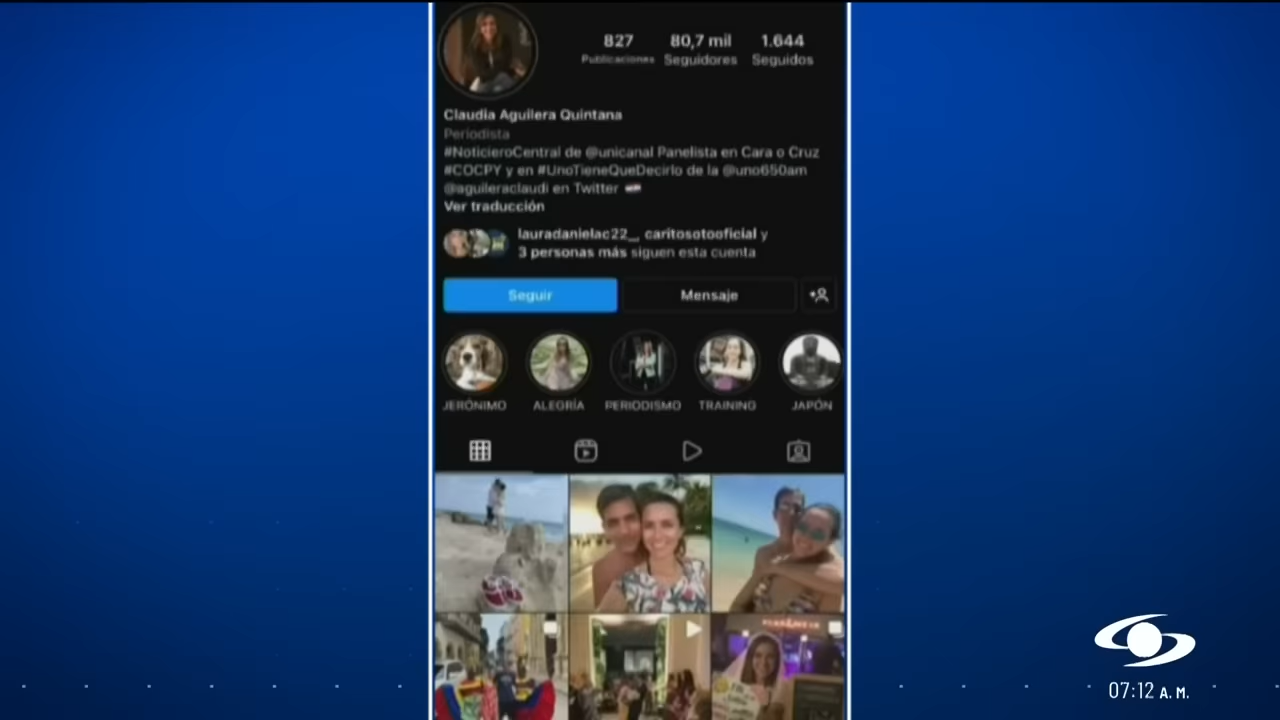 827 80,7 mil 1.644
Publicaciones Seguidores Seguidos
Claudia Aguilera Quintana
Periodista
#NoticieroCentral de @unicanal Panelista en Cara o Cruz
#COCPY y en #UnoTieneQueDecirlo de la @uno650am
@aguileraclaudi en Twitter
Ver traducción
lauradanielac22__ caritosotooficial y
3 personas más siguen esta cuenta
Seguir Mensaje
JERÓNIMO ALEGRÍA PERIODISMO TRAINING JAPÓN
07:12 A. M.